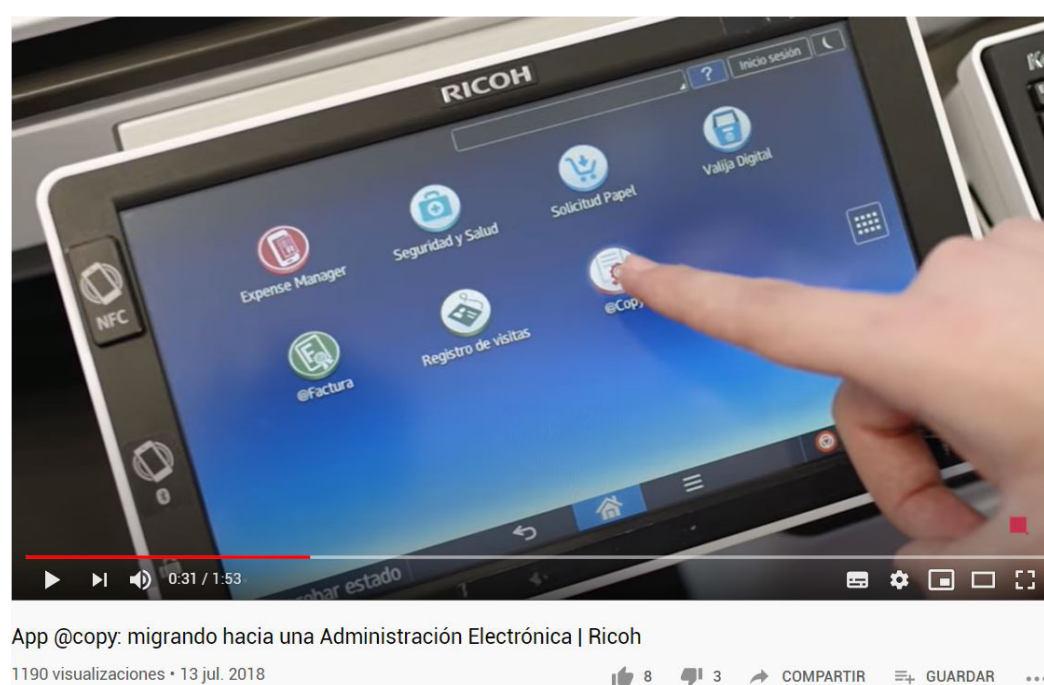 RICOH
? Inicio sesión
Valija Digital
Solicitud Papel
Seguridad y Salud
Expense Manager
@Copy
Registro de visitas
@Factura
NFC
estado
0:31 / 1:53
App @copy: migrando hacia una Administración Electrónica | Ricoh
1190 visualizaciones • 13 jul. 2018
8
3
COMPARTIR
GUARDAR